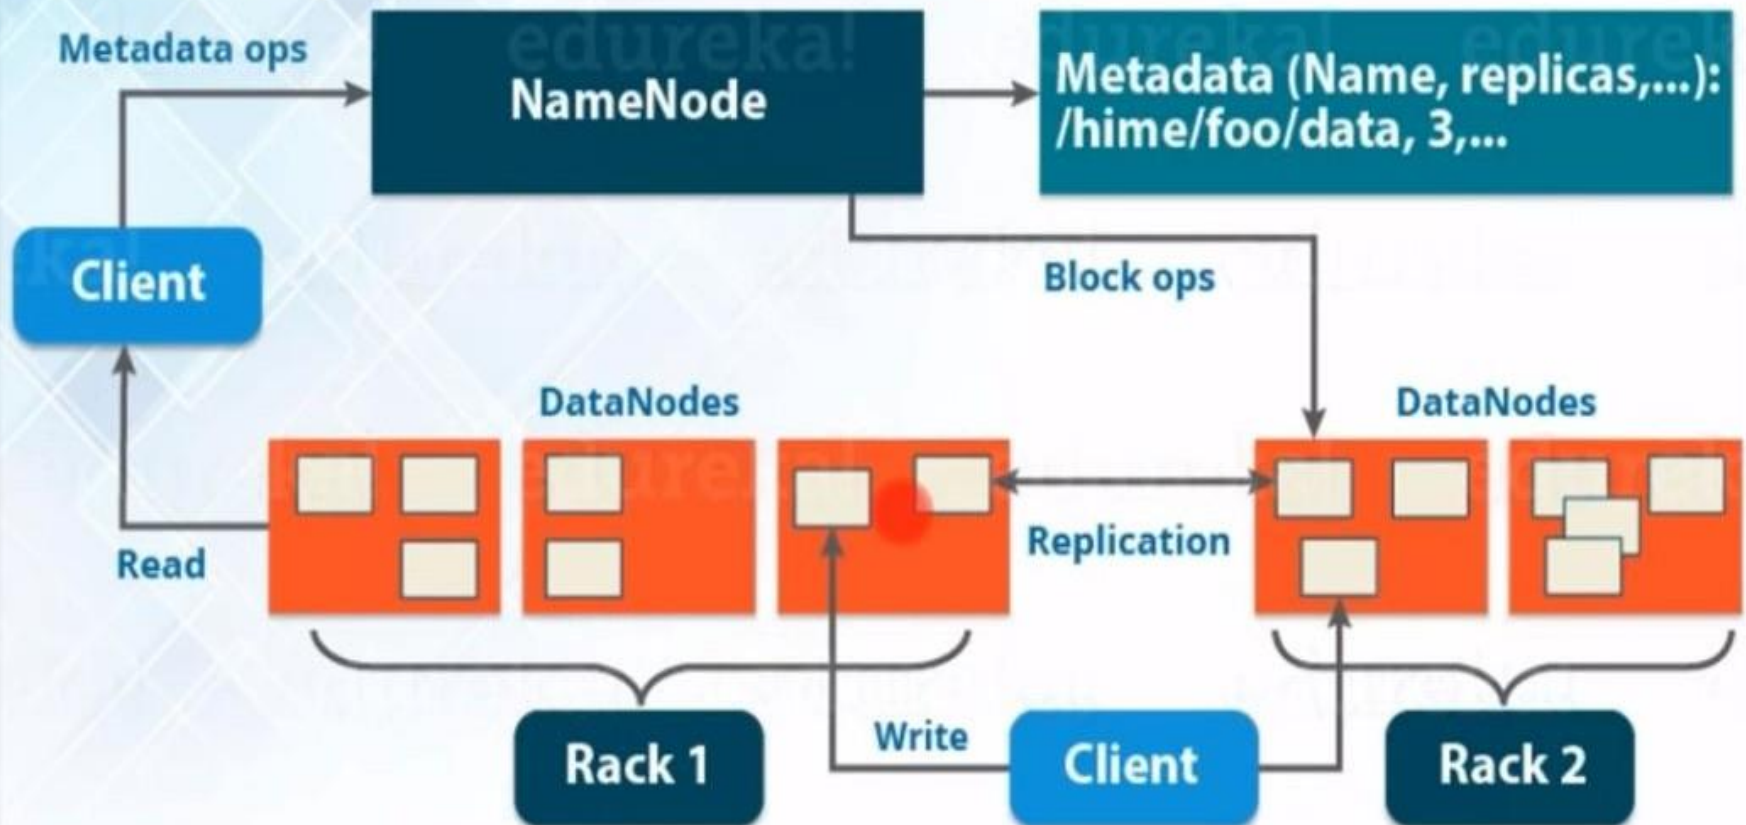 edureka!
Metadata ops
NameNode
Metadata (Name, replicas,...):
/hime/foo/data, 3,...
Client
Block ops
DataNodes
DataNodes
Read
Replication
Write
Rack 1
Client
Rack 2